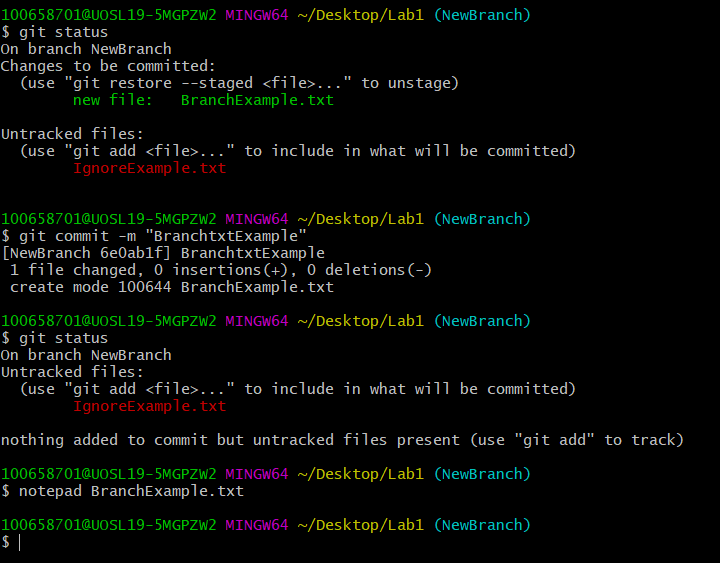 100658701@UOSL19-5MGPZW2 MINGW64 ~/Desktop/Lab1 (NewBranch)
$ git status
On branch NewBranch
Changes to be committed:
  (use "git restore --staged <file>..." to unstage)
        new file:   BranchExample.txt

Untracked files:
  (use "git add <file>..." to include in what will be committed)
        IgnoreExample.txt


100658701@UOSL19-5MGPZW2 MINGW64 ~/Desktop/Lab1 (NewBranch)
$ git commit -m "BranchtxtExample"
[NewBranch 6e0ab1f] BranchtxtExample
 1 file changed, 0 insertions(+), 0 deletions(-)
 create mode 100644 BranchExample.txt

100658701@UOSL19-5MGPZW2 MINGW64 ~/Desktop/Lab1 (NewBranch)
$ git status
On branch NewBranch
Untracked files:
  (use "git add <file>..." to include in what will be committed)
        IgnoreExample.txt

nothing added to commit but untracked files present (use "git add" to track)

100658701@UOSL19-5MGPZW2 MINGW64 ~/Desktop/Lab1 (NewBranch)
$ notepad BranchExample.txt

100658701@UOSL19-5MGPZW2 MINGW64 ~/Desktop/Lab1 (NewBranch)
$